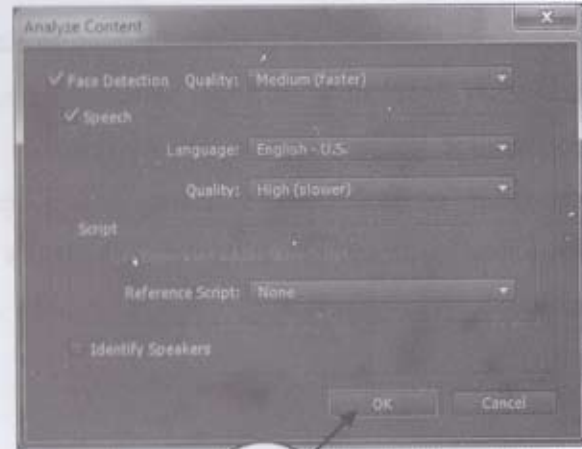 Analyze Content
Face Detection Quality: Medium (faster)
Speech
Language: English - U.S.
Quality: High (slower)
Script
Reference Script: None
Identify Speakers
OK Cancel